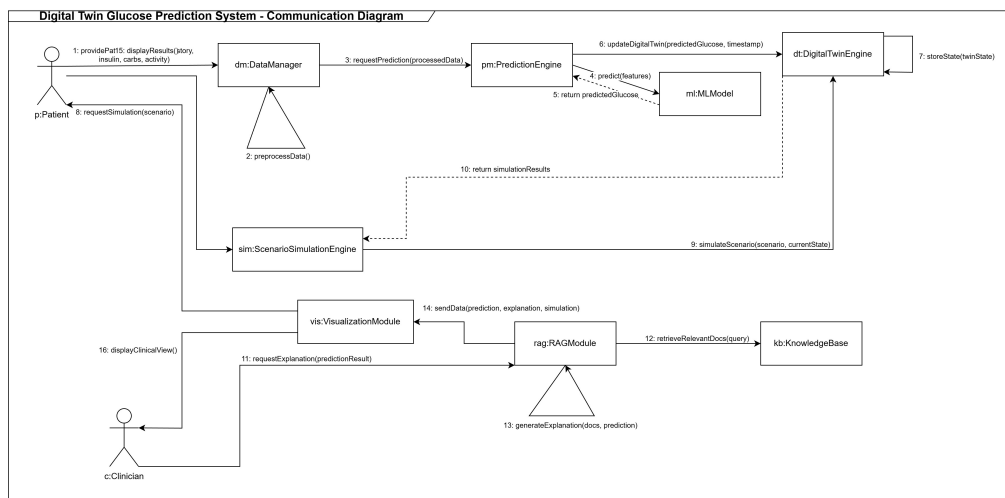 Digital Twin Glucose Prediction System - Communication Diagram
1: providePat15: displayResults()tory,
insulin, carbs, activity)
6: updateDigitalTwin(predictedGlucose, timestamp)
7: storeState(twinState)
dm:DataManager
3: requestPrediction(processedData)
pm:PredictionEngine
dt:DigitalTwinEngine
4: predict(features)
5: return predictedGlucose
ml:MLModel
p:Patient
8: requestSimulation(scenario)
2: preprocessData()
10: return simulationResults
sim:ScenarioSimulationEngine
9: simulateScenario(scenario, currentState)
14: sendData(prediction, explanation, simulation)
vis:VisualizationModule
rag:RAGModule
12: retrieveRelevantDocs(query)
kb:KnowledgeBase
16: displayClinicalView()
11: requestExplanation(predictionResult)
13: generateExplanation(docs, prediction)
c:Clinician